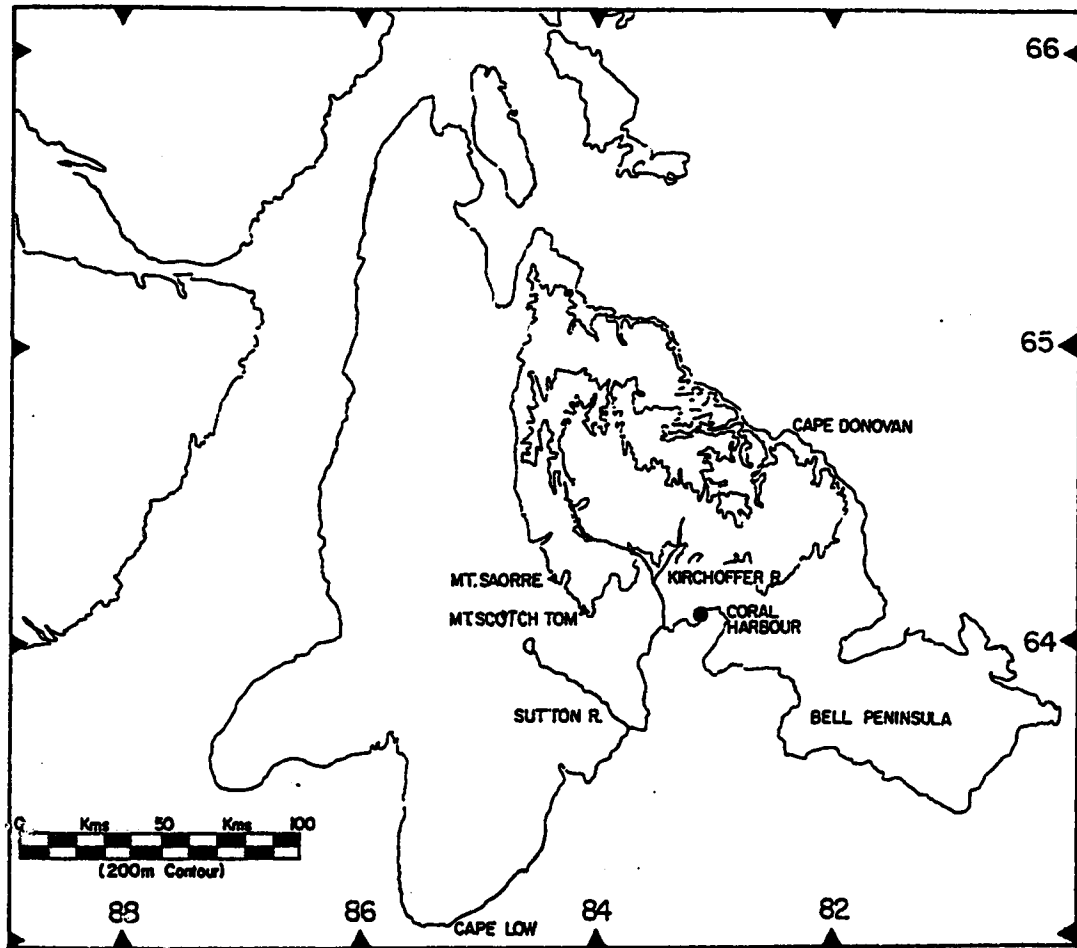 66
65
CAPE DONOVAN
MT. SAORRE
KIRCHOFFER R.
MT. SCOTCH TOM
CORAL
HARBOUR
64
SUTTON R.
BELL PENINSULA
0 Kms 50 Kms 100
(200m Contour)
88 86 84 82
CAPE LOW